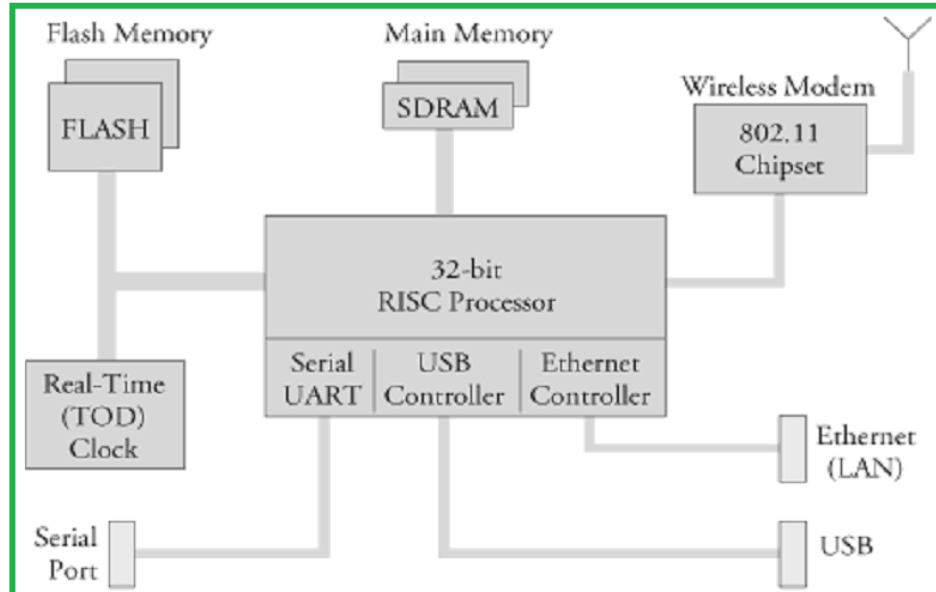 Flash Memory
Main Memory
FLASH
SDRAM
Wireless Modem
802.11
Chipset
32-bit
RISC Processor
Serial
UART
USB
Controller
Ethernet
Controller
Real-Time
(TOD)
Clock
Ethernet
(LAN)
Serial
Port
USB